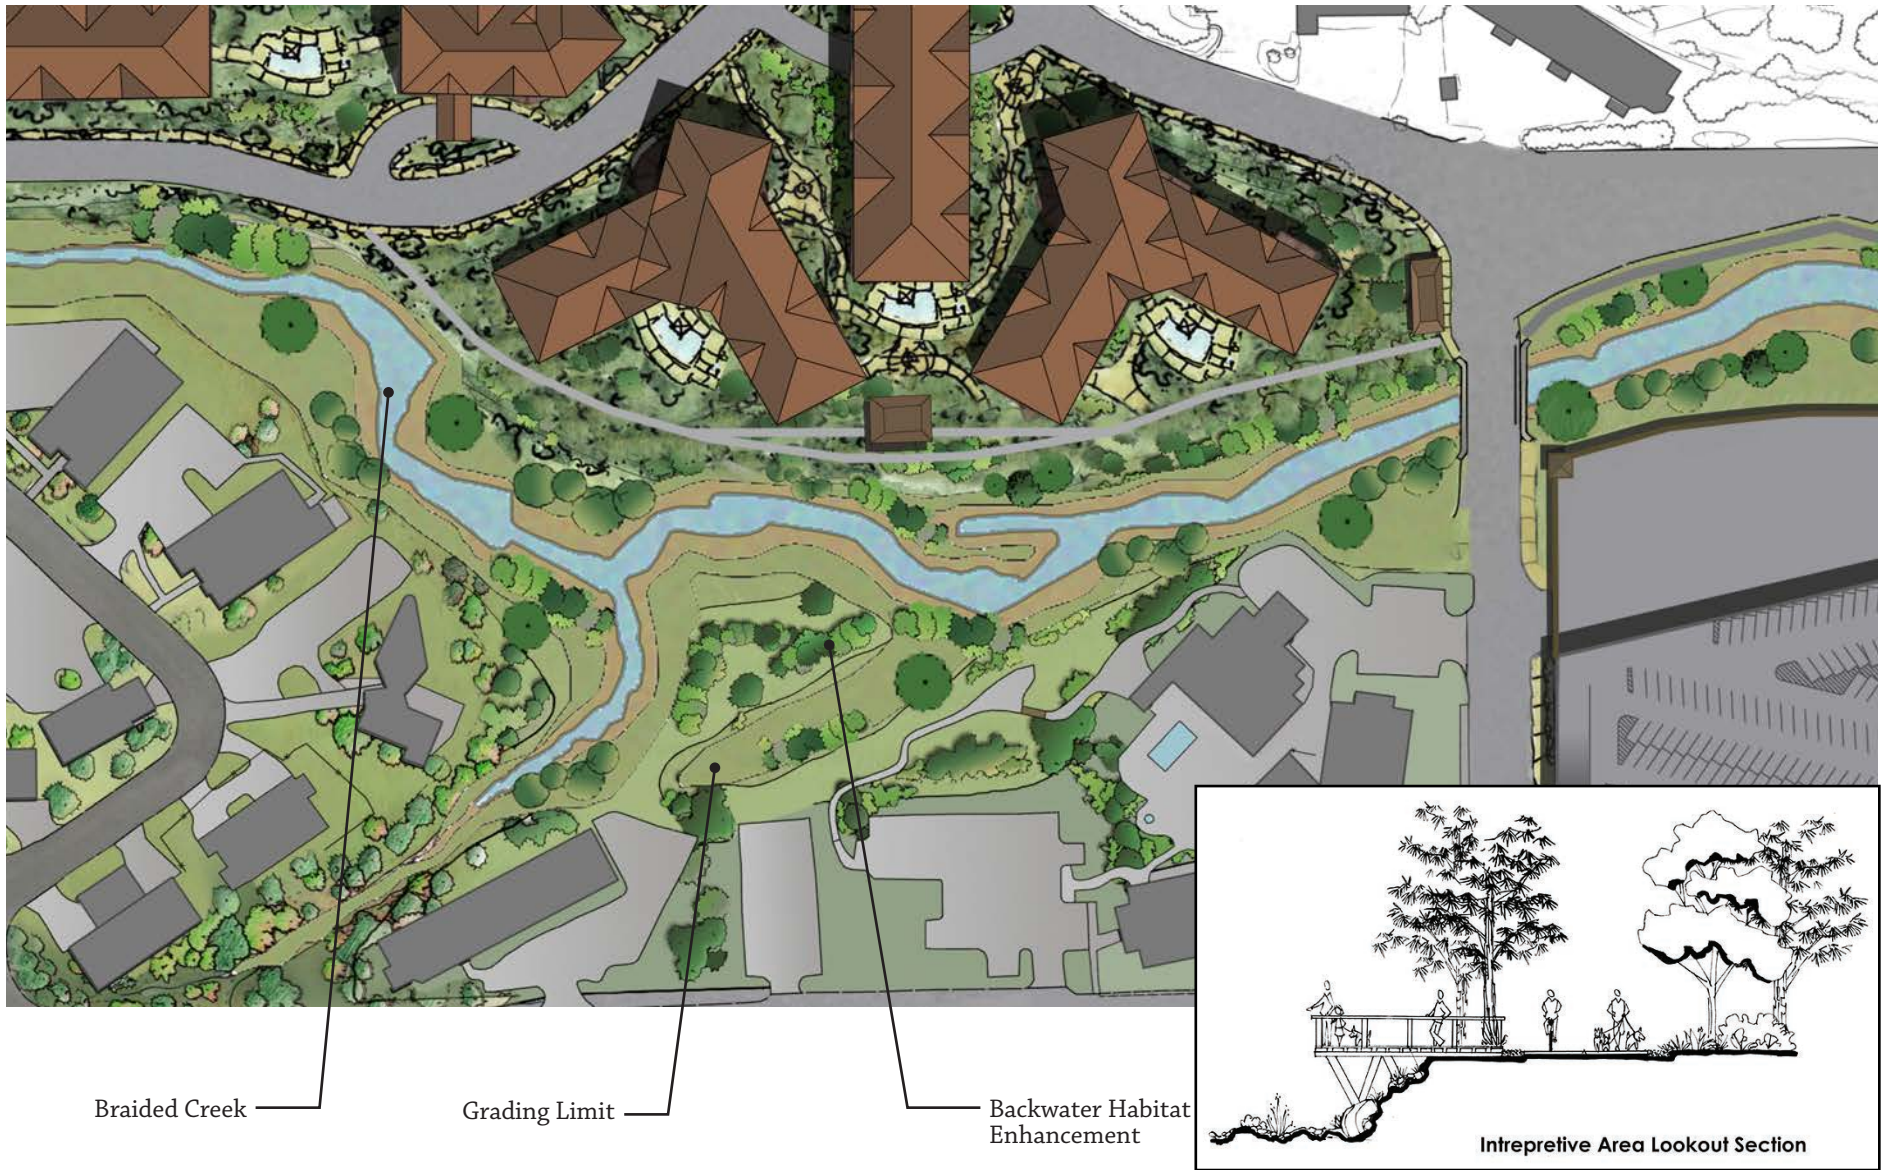 Braided Creek
Grading Limit
Backwater Habitat
Enhancement
Intrepretive Area Lookout Section